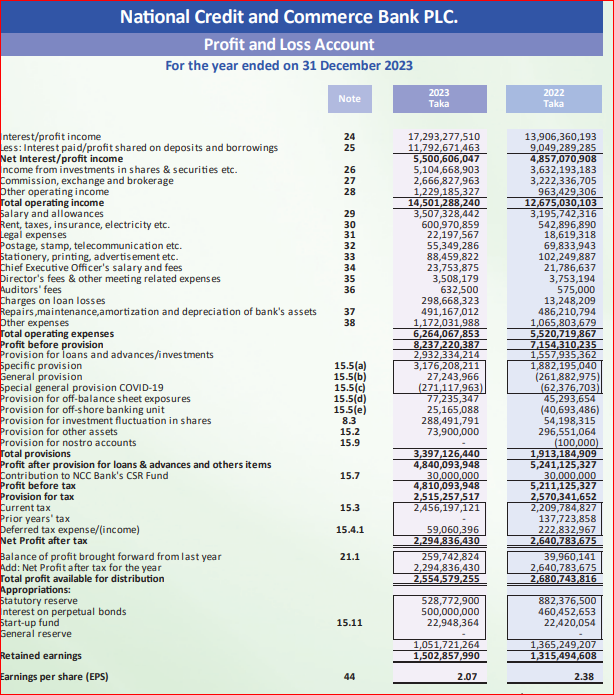 National Credit and Commerce Bank PLC.
Profit and Loss Account
For the year ended on 31 December 2023
Note 2023 Taka 2022 Taka
Interest/profit income 24 17,293,277,510 13,906,360,193
Less: Interest paid/profit shared on deposits and borrowings 25 11,792,671,463 9,049,289,285
Net Interest/profit income 5,500,606,047 4,857,070,908
Income from investments in shares & securities etc. 26 5,104,668,903 3,632,193,183
Commission, exchange and brokerage 27 2,666,827,963 3,222,336,705
Other operating income 28 1,229,185,327 963,429,306
Total operating income 14,501,288,240 12,675,030,103
Salary and allowances 29 3,507,328,442 3,195,742,316
Rent, taxes, insurance, electricity etc. 30 600,970,859 542,896,890
Legal expenses 31 22,197,567 18,619,318
Postage, stamp, telecommunication etc. 32 55,349,286 69,833,943
Stationery, printing, advertisement etc. 33 88,459,822 102,249,887
Chief Executive Officer's salary and fees 34 23,753,875 21,786,637
Director's fees & other meeting related expenses 35 3,508,179 3,753,194
Auditors' fees 36 632,500 575,000
Charges on loan losses 298,668,323 13,248,209
Repairs,maintenance,amortization and depreciation of bank's assets 37 491,167,012 486,210,794
Other expenses 38 1,172,031,988 1,065,803,679
Total operating expenses 6,264,067,853 5,520,719,867
Profit before provision 8,237,220,387 7,154,310,235
Provision for loans and advances/investments 2,932,334,214 1,557,935,362
Specific provision 15.5(a) 3,176,208,211 1,882,195,040
General provision 15.5(b) 27,243,966 (261,882,975)
Special general provision COVID-19 15.5(c) (271,117,963) (62,376,703)
Provision for off-balance sheet exposures 15.5(d) 77,235,347 45,293,654
Provision for off-shore banking unit 15.5(e) 25,165,088 (40,693,486)
Provision for investment fluctuation in shares 8.3 288,491,791 54,198,315
Provision for other assets 15.2 73,900,000 296,551,064
Provision for nostro accounts 15.9 - (100,000)
Total provisions 3,397,126,440 1,913,184,909
Profit after provision for loans & advances and others items 4,840,093,948 5,241,125,327
Contribution to NCC Bank's CSR Fund 15.7 30,000,000 30,000,000
Profit before tax 4,810,093,948 5,211,125,327
Provision for tax 2,515,257,517 2,570,341,652
Current tax 15.3 2,456,197,121 2,209,784,827
Prior years' tax - 137,723,858
Deferred tax expense/(income) 15.4.1 59,060,396 222,832,967
Net Profit after tax 2,294,836,430 2,640,783,675
Balance of profit brought forward from last year 21.1 259,742,824 39,960,141
Add: Net Profit after tax for the year 2,294,836,430 2,640,783,675
Total profit available for distribution 2,554,579,255 2,680,743,816
Appropriations:
Statutory reserve 528,772,900 882,376,500
Interest on perpetual bonds 500,000,000 460,452,653
Start-up fund 15.11 22,948,364 22,420,054
General reserve - -
1,051,721,264 1,365,249,207
Retained earnings 1,502,857,990 1,315,494,608
Earnings per share (EPS) 44 2.07 2.38